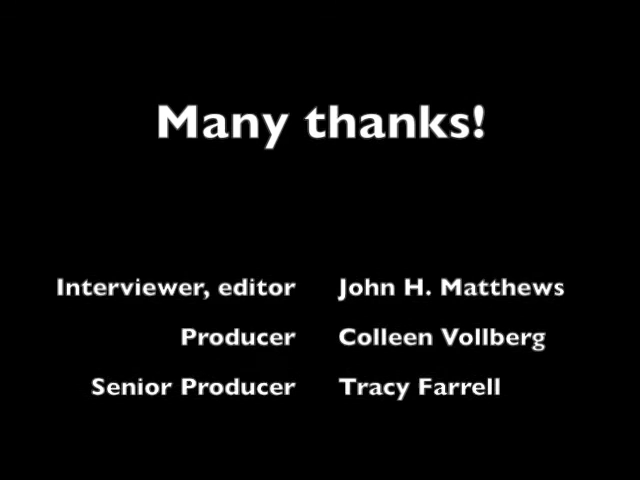 Many thanks!
Interviewer, editor John H. Matthews
Producer Colleen Vollberg
Senior Producer Tracy Farrell